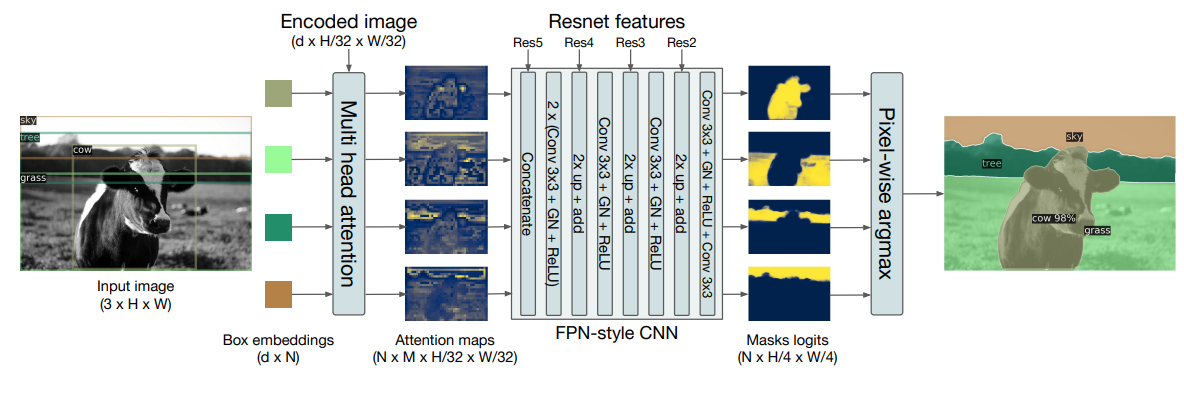 Encoded image
(d x H/32 x W/32)
Resnet features
Res5
Res4
Res3
Res2
sky
tree
cow
grass
Input image
(3 x H x W)
Box embeddings
(d x N)
Multi head attention
Attention maps
(N x M x H/32 x W/32)
Concatenate
2 x (Conv 3x3 + GN + ReLU)
2x up + add
Conv 3x3 + GN + ReLU
2x up + add
Conv 3x3 + GN + ReLU
2x up + add
Conv 3x3 + GN + ReLU + Conv 3x3
FPN-style CNN
Masks logits
(N x H/4 x W/4)
Pixel-wise argmax
sky
tree
cow 98%
grass